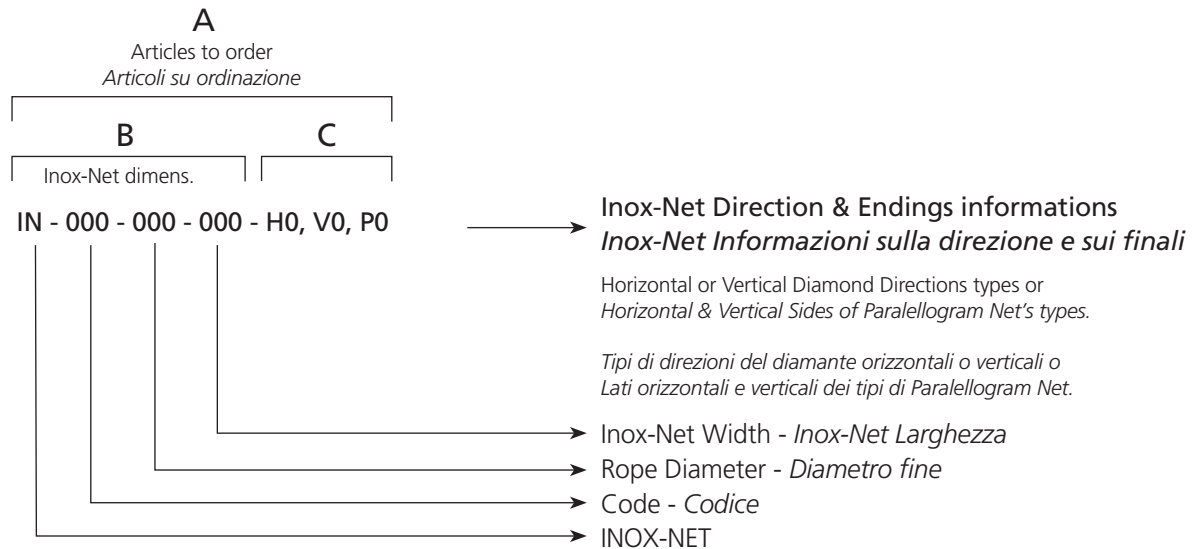 A
Articles to order
Articoli su ordinazione
B
C
Inox-Net dimens.
IN - 000 - 000 - 000 - H0, V0, P0
Inox-Net Direction & Endings informations
Inox-Net Informazioni sulla direzione e sui finali
Horizontal or Vertical Diamond Directions types or
Horizontal & Vertical Sides of Paralellogram Net's types.
Tipi di direzioni del diamante orizzontali o verticali o
Lati orizzontali e verticali dei tipi di Paralellogram Net.
Inox-Net Width - Inox-Net Larghezza
Rope Diameter - Diametro fine
Code - Codice
INOX-NET